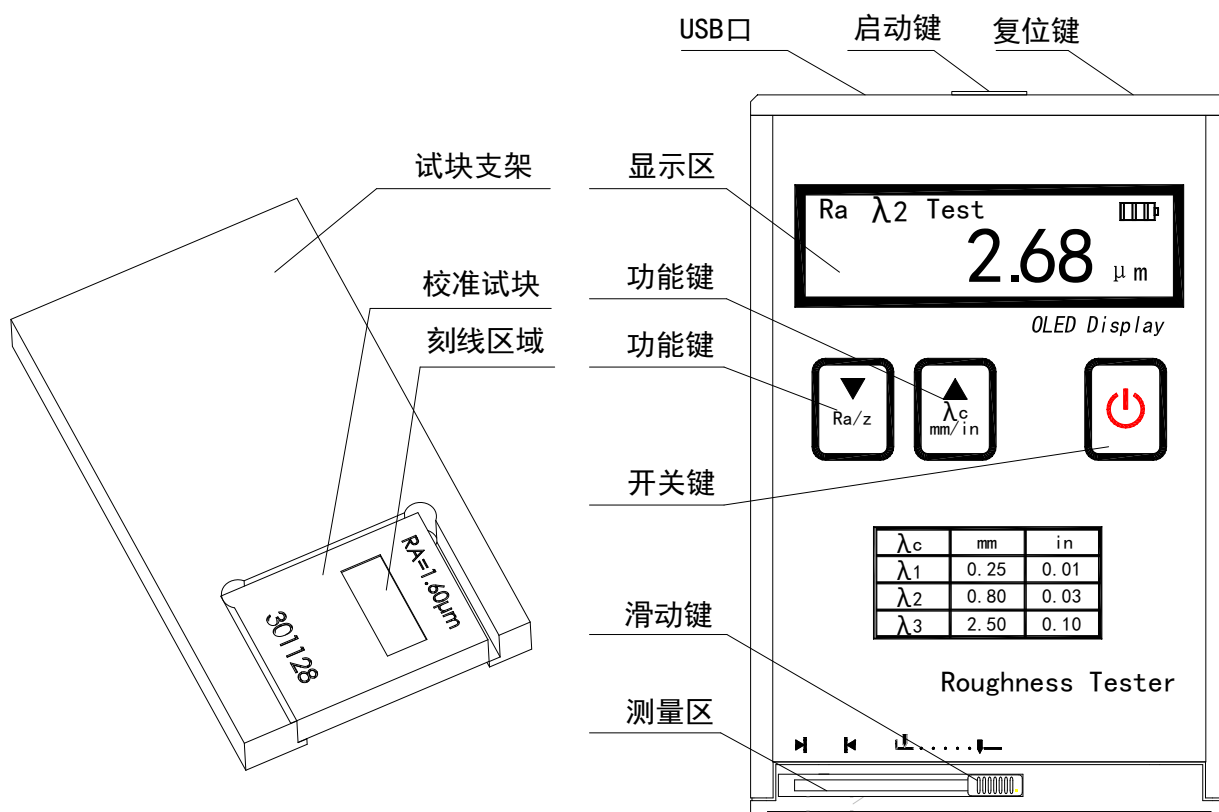 USB口
启动键
复位键
试块支架
校准试块
刻线区域
RA=1.60μm
301128
显示区
功能键
功能键
开关键
滑动键
测量区
Ra λ2 Test
2.68 μm
OLED Display
Ra/z
λc
mm/in
λc mm in
λ1 0.25 0.01
λ2 0.80 0.03
λ3 2.50 0.10
Roughness Tester